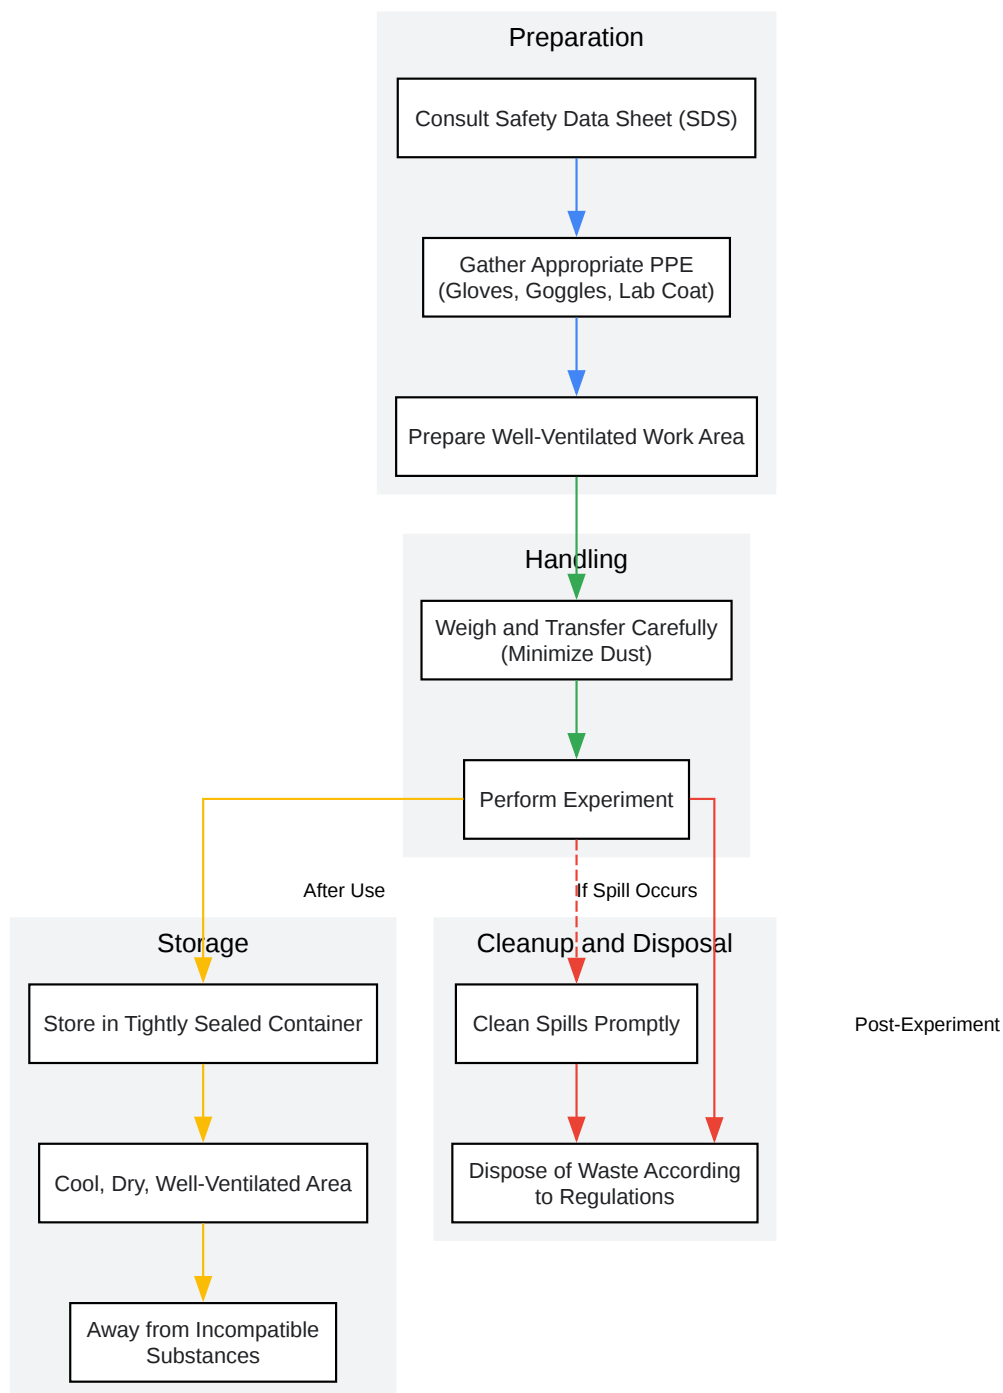 Preparation
Consult Safety Data Sheet (SDS)
Gather Appropriate PPE
(Gloves, Goggles, Lab Coat)
Prepare Well-Ventilated Work Area
Handling
Weigh and Transfer Carefully
(Minimize Dust)
Perform Experiment
After Use
If Spill Occurs
Storage
Cleanup and Disposal
Store in Tightly Sealed Container
Clean Spills Promptly
Post-Experiment
Cool, Dry, Well-Ventilated Area
Dispose of Waste According
to Regulations
Away from Incompatible
Substances